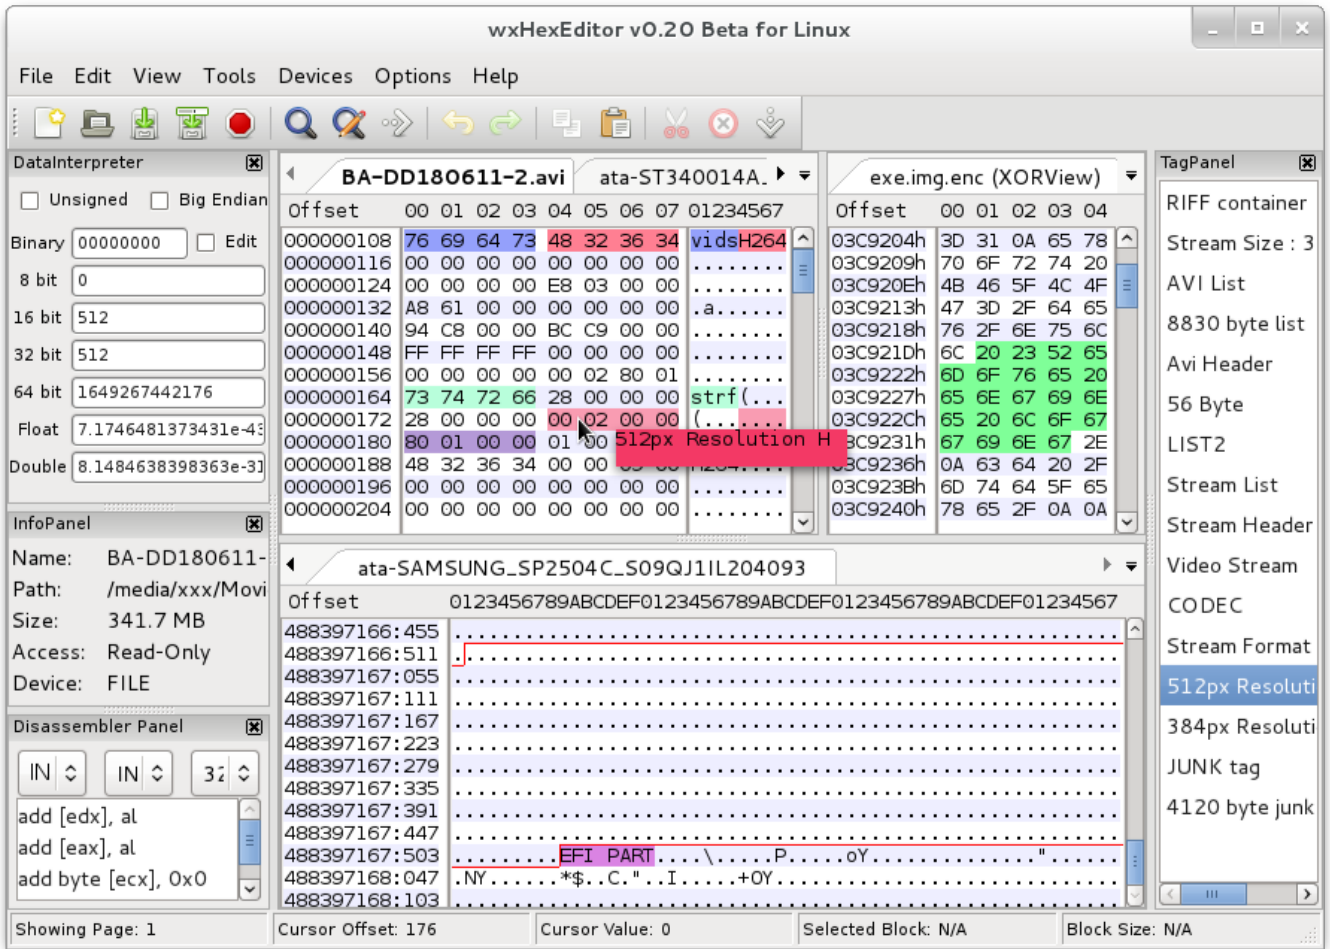 wxHexEditor v0.20 Beta for Linux
File Edit View Tools Devices Options Help
DataInterpreter
Unsigned Big Endian
Binary 00000000 Edit
8 bit 0
16 bit 512
32 bit 512
64 bit 1649267442176
Float 7.1746481373431e-43
Double 8.1484638398363e-31
InfoPanel
Name: BA-DD180611-
Path: /media/xxx/Movi
Size: 341.7 MB
Access: Read-Only
Device: FILE
Disassembler Panel
IN IN 32
add [edx], al
add [eax], al
add byte [ecx], 0x0
BA-DD180611-2.avi ata-ST340014A.
Offset 00 01 02 03 04 05 06 07 01234567
000000108 76 69 64 73 48 32 36 34 vidsH264
000000116 00 00 00 00 00 00 00 00 ........
000000124 00 00 00 00 E8 03 00 00 ........
000000132 A8 61 00 00 00 00 00 00 .a......
000000140 94 C8 00 00 BC C9 00 00 ........
000000148 FF FF FF FF 00 00 00 00 ........
000000156 00 00 00 00 00 02 80 01 ........
000000164 73 74 72 66 28 00 00 00 strf(...
000000172 28 00 00 00 00 02 00 00 (.......
000000180 80 01 00 00 01 00
512px Resolution H
000000188 48 32 36 34 00 00 00 H264....
000000196 00 00 00 00 00 00 00 00 ........
000000204 00 00 00 00 00 00 00 00 ........
exe.img.enc (XORView)
Offset 00 01 02 03 04
03C9204h 3D 31 0A 65 78
03C9209h 70 6F 72 74 20
03C920Eh 4B 46 5F 4C 4F
03C9213h 47 3D 2F 64 65
03C9218h 76 2F 6E 75 6C
03C921Dh 6C 20 23 52 65
03C9222h 6D 6F 76 65 20
03C9227h 65 6E 67 69 6E
03C922Ch 65 20 6C 6F 67
03C9231h 67 69 6E 67 2E
03C9236h 0A 63 64 20 2F
03C923Bh 6D 74 64 5F 65
03C9240h 78 65 2F 0A 0A
ata-SAMSUNG_SP2504C_S09QJ1IL204093
Offset 0123456789ABCDEF0123456789ABCDEF0123456789ABCDEF01234567
488397166:455 ........................................................
488397166:511 ........................................................
488397167:055 ........................................................
488397167:111 ........................................................
488397167:167 ........................................................
488397167:223 ........................................................
488397167:279 ........................................................
488397167:335 ........................................................
488397167:391 ........................................................
488397167:447 ........................................................
488397167:503 .........EFI PART....\.....P.....oY..............".......
488397168:047 .NY......*$..C."..I.....+OY.............................
488397168:103 ........................................................
TagPanel
RIFF container
Stream Size : 3
AVI List
8830 byte list
Avi Header
56 Byte
LIST2
Stream List
Stream Header
Video Stream
CODEC
Stream Format
512px Resoluti
384px Resoluti
JUNK tag
4120 byte junk
Showing Page: 1 Cursor Offset: 176 Cursor Value: 0 Selected Block: N/A Block Size: N/A